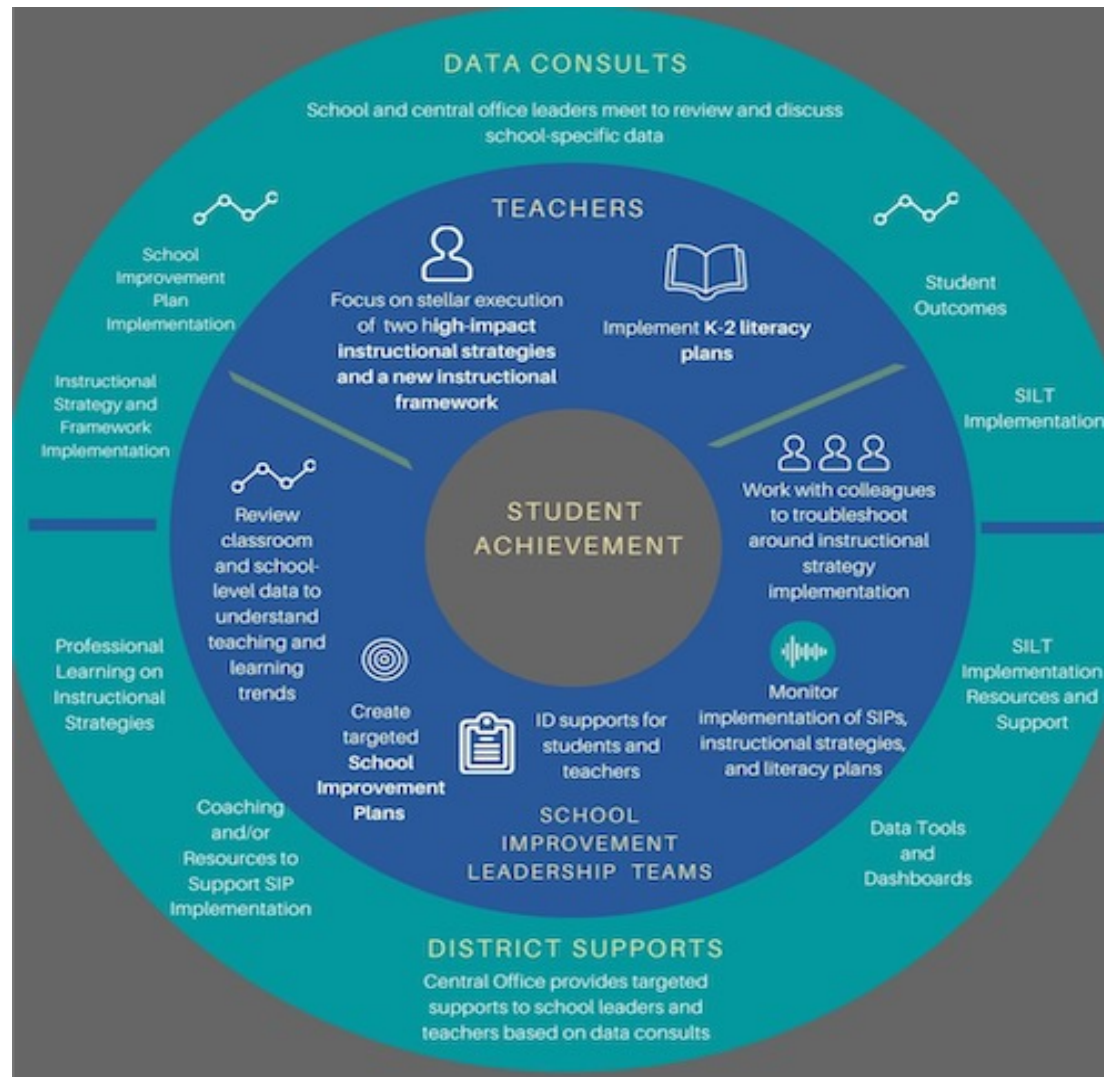 DATA CONSULTS
School and central office leaders meet to review and discuss
school-specific data
School
Improvement
Plan
Implementation
Instructional
Strategy and
Framework
Implementation
Student
Outcomes
SILT
Implementation
TEACHERS
Focus on stellar execution
of two high-impact
instructional strategies
and a new instructional
framework
Implement K-2 literacy
plans
STUDENT
ACHIEVEMENT
Review
classroom
and school-
level data to
understand
teaching and
learning
trends
Create
targeted
School
Improvement
Plans
ID supports for
students and
teachers
Work with colleagues
to troubleshoot
around instructional
strategy
implementation
Monitor
implementation of SIPs,
instructional strategies,
and literacy plans
SCHOOL
IMPROVEMENT
LEADERSHIP TEAMS
Professional
Learning on
Instructional
Strategies
Coaching
and/or
Resources to
Support SIP
Implementation
SILT
Implementation
Resources and
Support
Data Tools
and
Dashboards
DISTRICT SUPPORTS
Central Office provides targeted
supports to school leaders and
teachers based on data consults